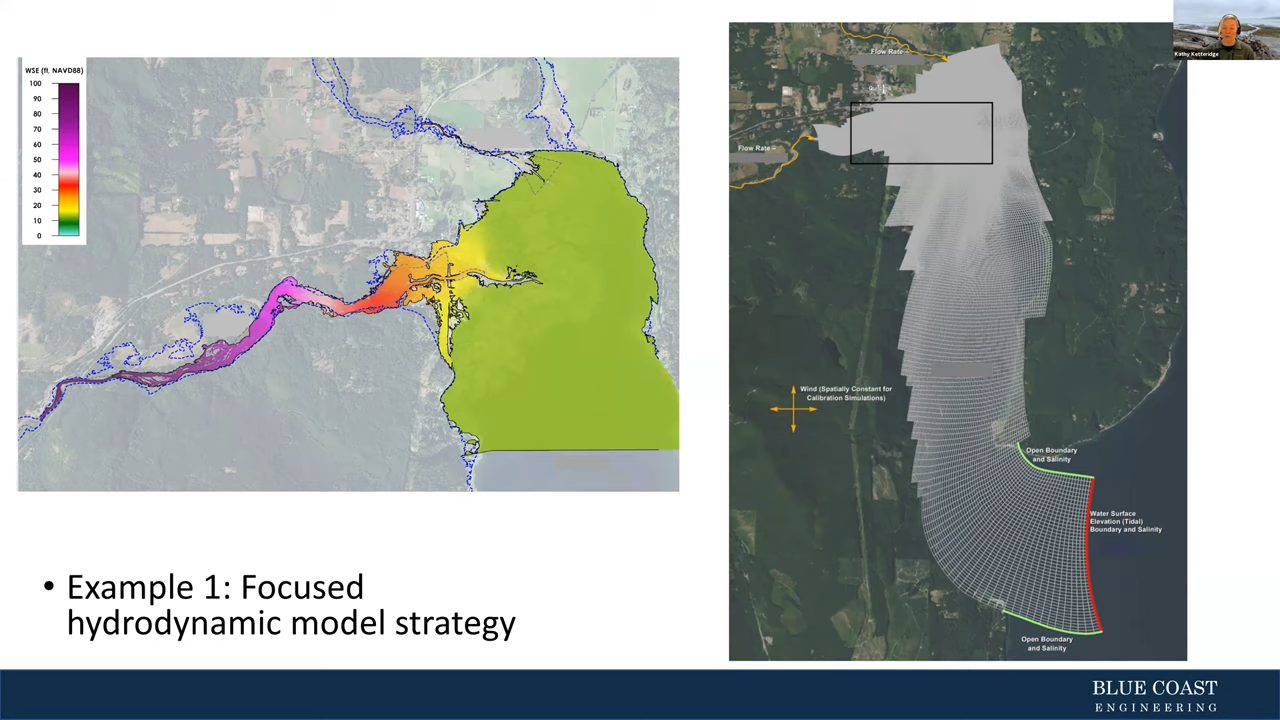 WSE (ft, NAVD88)
100
90
80
70
60
50
40
30
20
10
0
Flow Rate –
Flow Rate –
Wind (Spatially Constant for
Calibration Simulations)
Open Boundary
and Salinity
Water Surface
Elevation (Tidal)
Boundary and Salinity
Open Boundary
and Salinity
Kathy Ketteridge
• Example 1: Focused
hydrodynamic model strategy
BLUE COAST
ENGINEERING